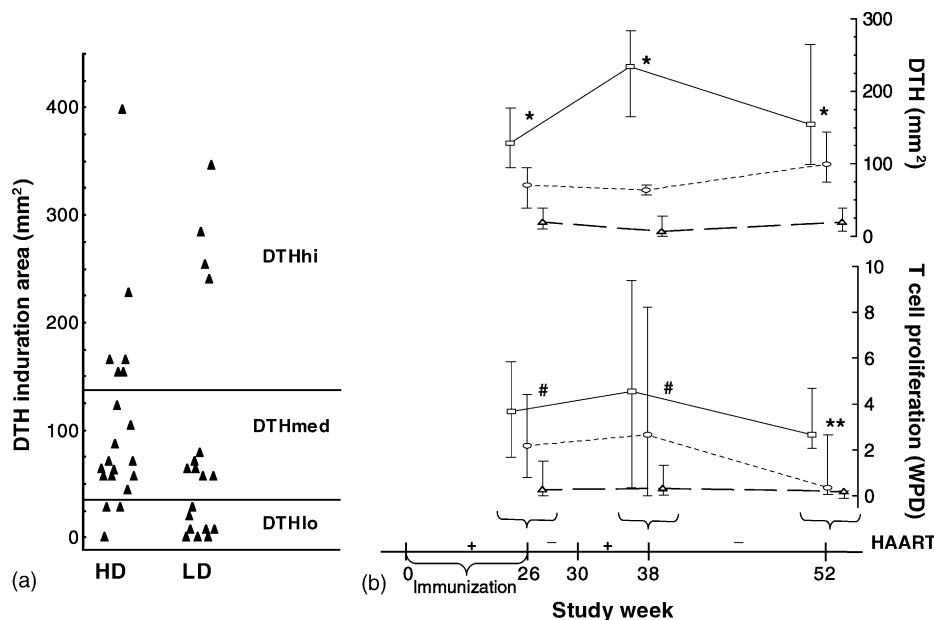 DTH induration area (mm²)
400
300
200
100
0
DTHhi
DTHmed
DTHlo
HD LD
(a)
300
200
100
0
DTH (mm²)
*
*
*
10
8
6
4
2
0
T cell proliferation (WPD)
#
#
**
+ – + – HAART
0 26 30 38 52
Immunization
(b)
Study week